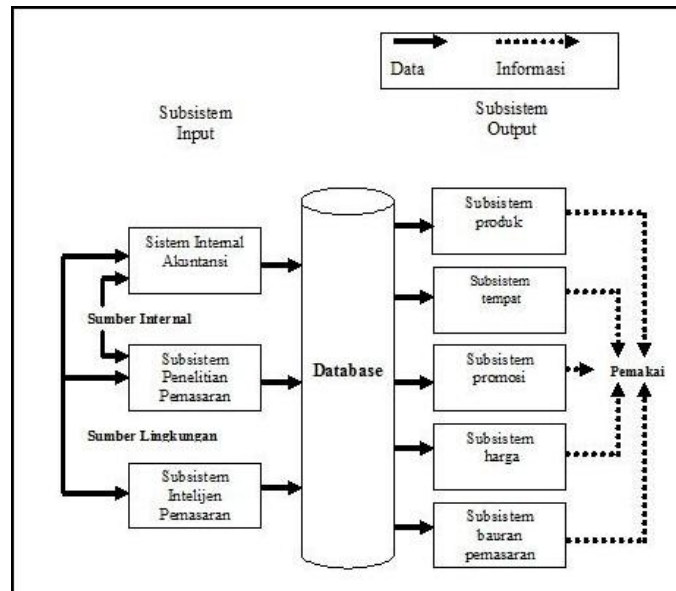 Data Informasi
Subsistem
Input
Subsistem
Output
Sistem Internal
Akuntansi
Sumber Internal
Subsistem
Penelitian
Pemasaran
Sumber Lingkungan
Subsistem
Intelijen
Pemasaran
Database
Subsistem
produk
Subsistem
tempat
Subsistem
promosi
Subsistem
harga
Subsistem
bauran
pemasaran
Pemakai